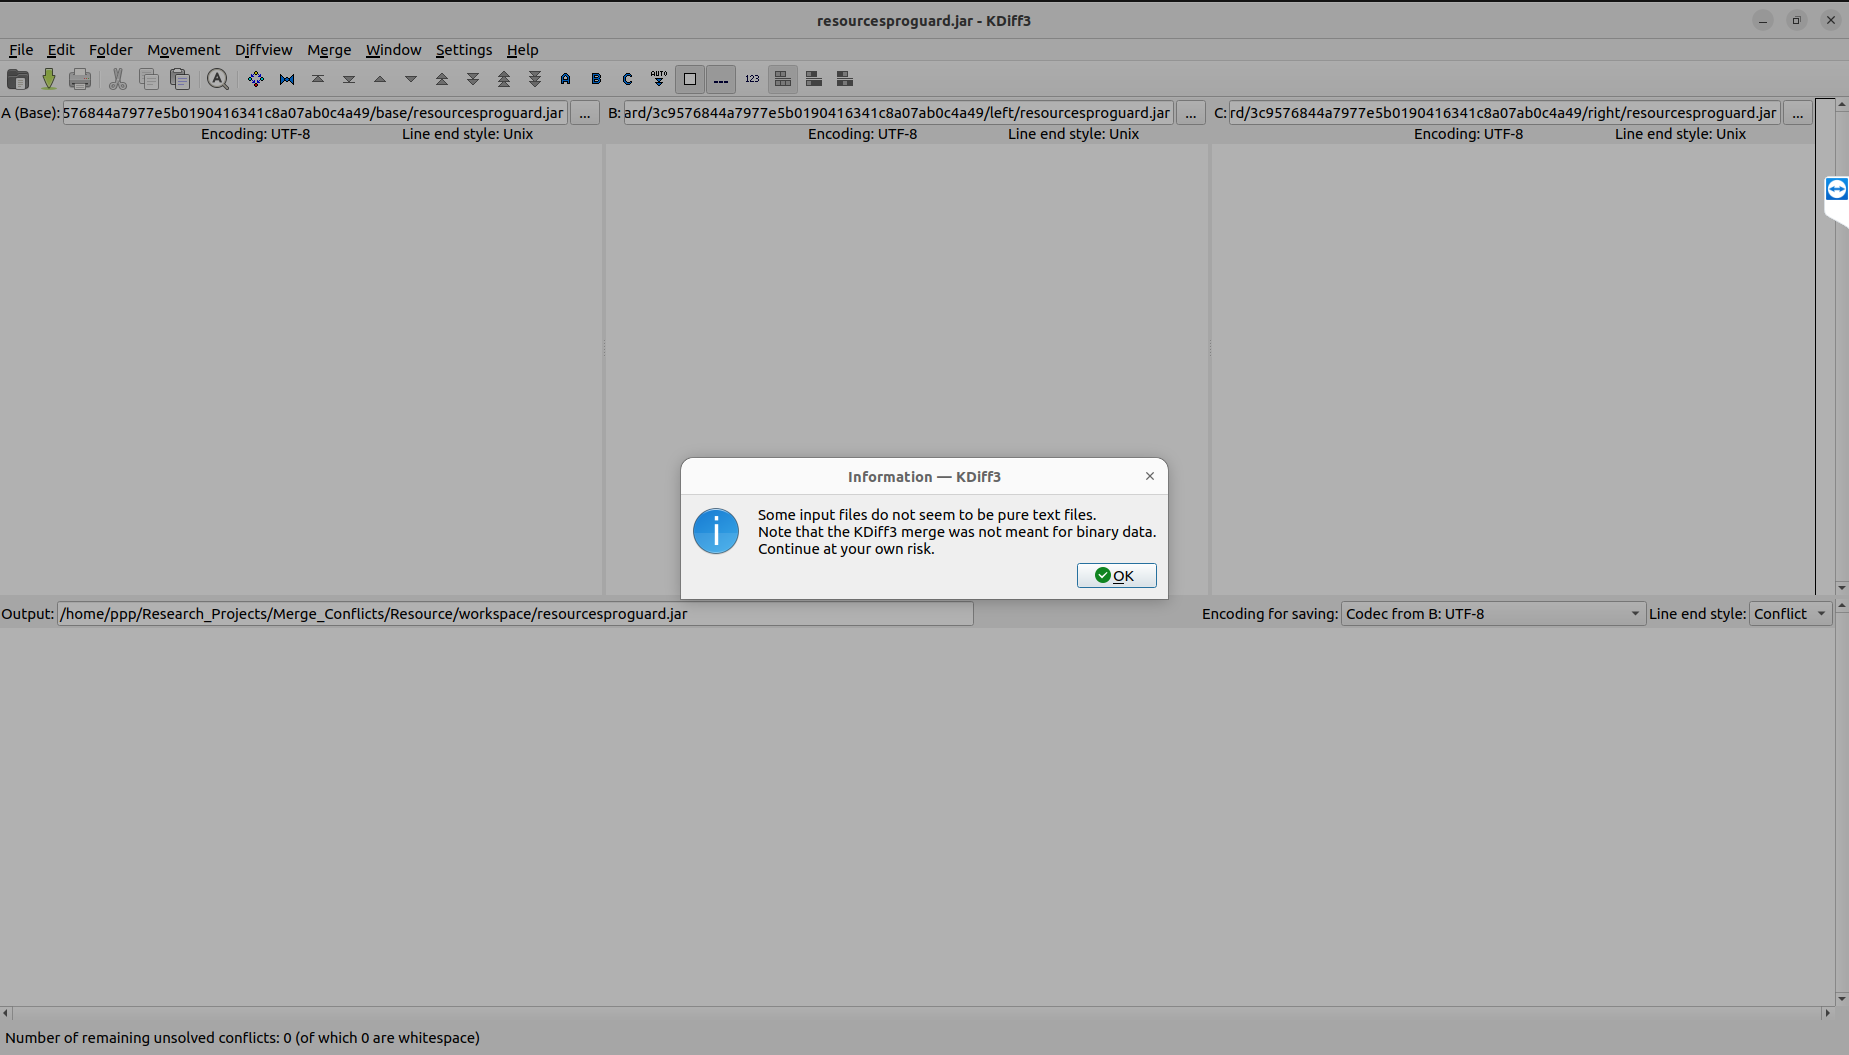 resourcesproguard.jar - KDiff3
File Edit Folder Movement Diffview Merge Window Settings Help
A B C AUTO 123
A (Base): 576844a7977e5b0190416341c8a07ab0c4a49/base/resourcesproguard.jar ... B: ard/3c9576844a7977e5b0190416341c8a07ab0c4a49/left/resourcesproguard.jar ... C: rd/3c9576844a7977e5b0190416341c8a07ab0c4a49/right/resourcesproguard.jar ...
Encoding: UTF-8 Line end style: Unix Encoding: UTF-8 Line end style: Unix Encoding: UTF-8 Line end style: Unix
Information — KDiff3
Some input files do not seem to be pure text files.
Note that the KDiff3 merge was not meant for binary data.
Continue at your own risk.
OK
Output: /home/ppp/Research_Projects/Merge_Conflicts/Resource/workspace/resourcesproguard.jar Encoding for saving: Codec from B: UTF-8 Line end style: Conflict
Number of remaining unsolved conflicts: 0 (of which 0 are whitespace)